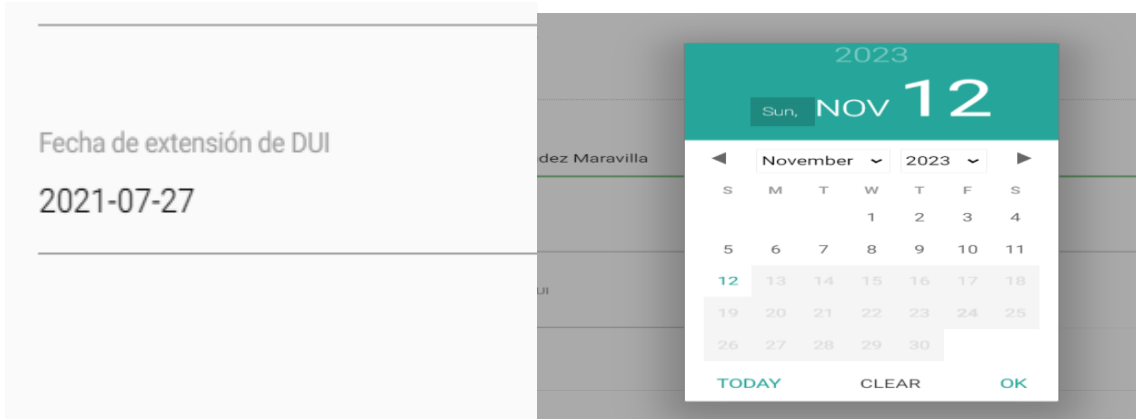 Fecha de extensión de DUI
2021-07-27
2023
Sun, NOV 12
dez Maravilla
November 2023
S M T W T F S
1 2 3 4
5 6 7 8 9 10 11
12 13 14 15 16 17 18
19 20 21 22 23 24 25
26 27 28 29 30
UI
TODAY CLEAR OK